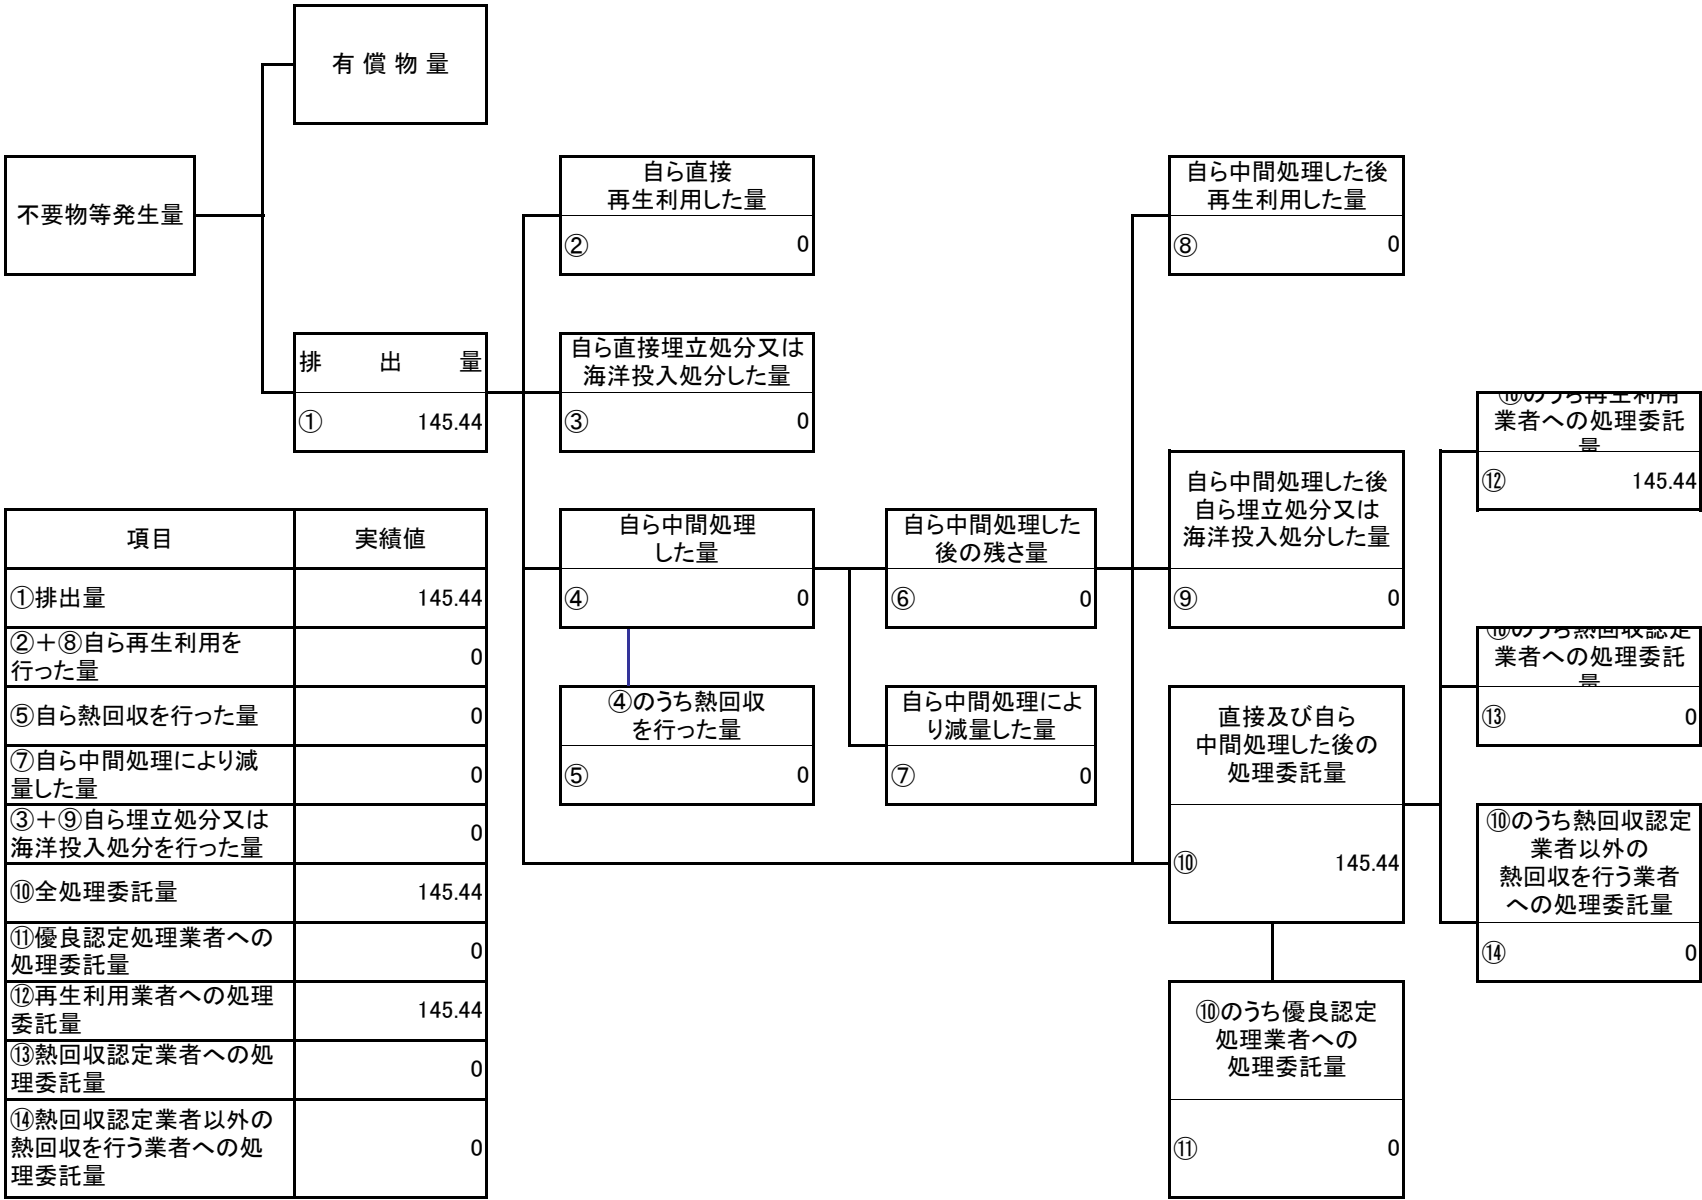 有 償 物 量
不要物等発生量
自ら直接
再生利用した量
② 0
自ら中間処理した後
再生利用した量
⑧ 0
排 出 量
① 145.44
自ら直接埋立処分又は
海洋投入処分した量
③ 0
⑩のうち再生利用
業者への処理委託
量
⑫ 145.44
自ら中間処理した後
自ら埋立処分又は
海洋投入処分した量
⑨ 0
自ら中間処理
した量
④ 0
自ら中間処理した
後の残さ量
⑥ 0
⑩のうち熱回収認定
業者への処理委託
量
⑬ 0
④のうち熱回収
を行った量
⑤ 0
自ら中間処理によ
り減量した量
⑦ 0
直接及び自ら
中間処理した後の
処理委託量
⑩ 145.44
⑩のうち熱回収認定
業者以外の
熱回収を行う業者
への処理委託量
⑭ 0
⑩のうち優良認定
処理業者への
処理委託量
⑪ 0
項目 実績値
①排出量 145.44
②＋⑧自ら再生利用を
行った量 0
⑤自ら熱回収を行った量 0
⑦自ら中間処理により減
量した量 0
③＋⑨自ら埋立処分又は
海洋投入処分を行った量 0
⑩全処理委託量 145.44
⑪優良認定処理業者への
処理委託量 0
⑫再生利用業者への処理
委託量 145.44
⑬熱回収認定業者への処
理委託量 0
⑭熱回収認定業者以外の
熱回収を行う業者への処
理委託量 0